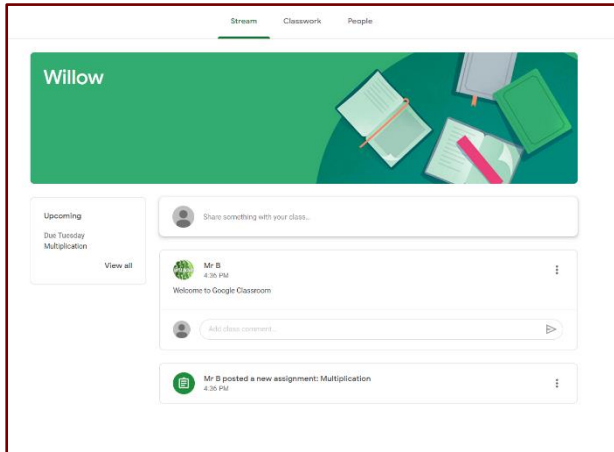 Stream Classwork People
Willow
Upcoming
Due Tuesday
Multiplication
View all
Share something with your class...
Mr B
4:36 PM
Welcome to Google Classroom
Add class comment...
Mr B posted a new assignment: Multiplication
4:36 PM